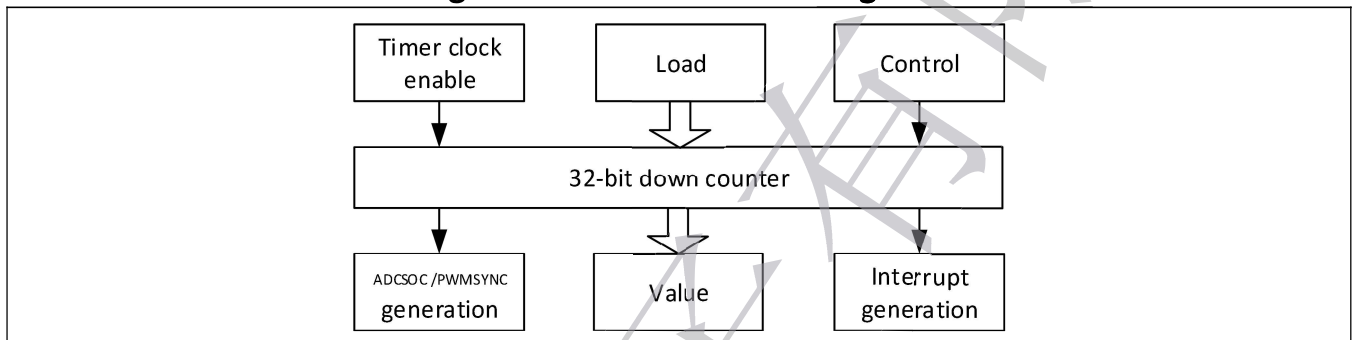 Timer clock
enable
Load
Control
32-bit down counter
ADCSOC /PWMSYNC
generation
Value
Interrupt
generation